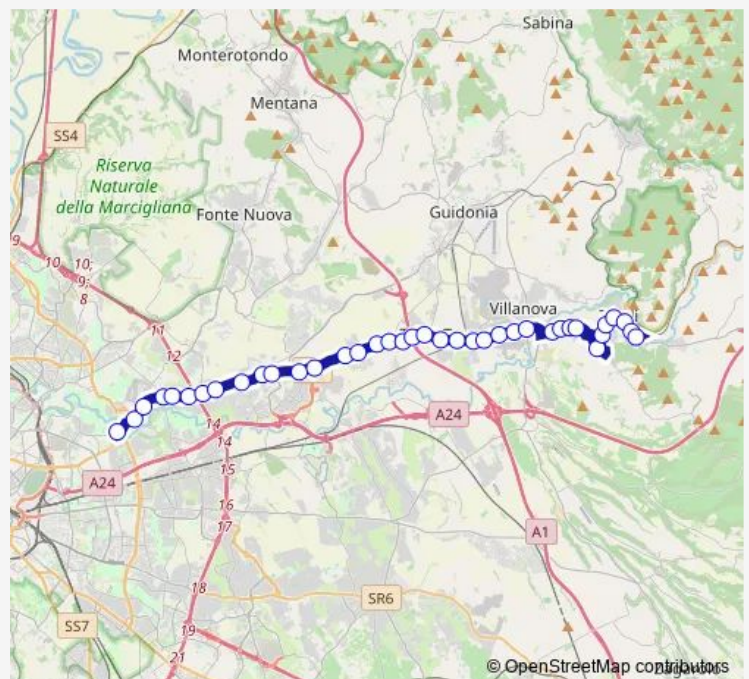 Sabina
Monterotondo
Mentana
SS4
Riserva
Naturale
della Marcigliana
Fonte Nuova
Guidonia
9
10
10;
9;
8
Villanova
11
12
14
A24
14
15
A24
16
17
A1
18
SR6
SS7
19
21
© OpenStreetMap contributors